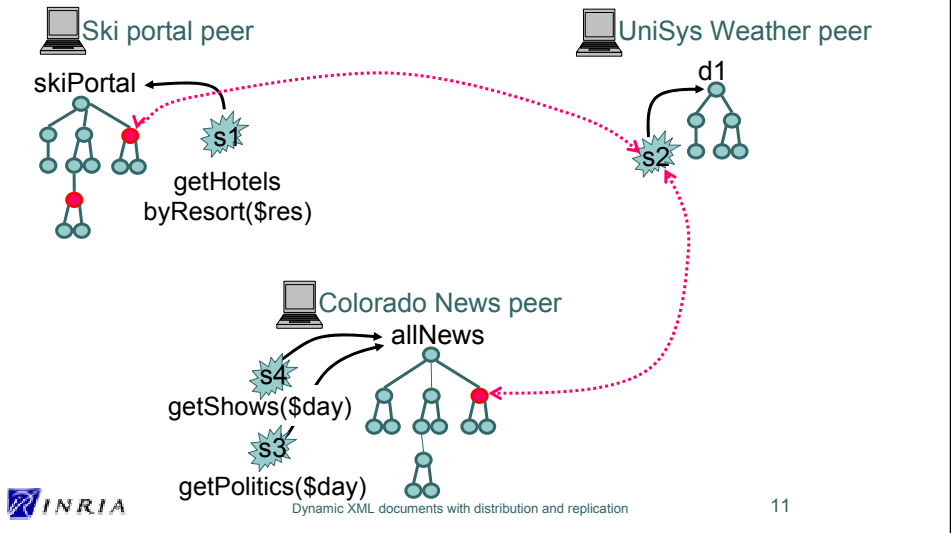 Ski portal peer
UniSys Weather peer
skiPortal
d1
s1
s2
getHotels
byResort($res)
Colorado News peer
allNews
s4
getShows($day)
s3
getPolitics($day)
INRIA
Dynamic XML documents with distribution and replication
11